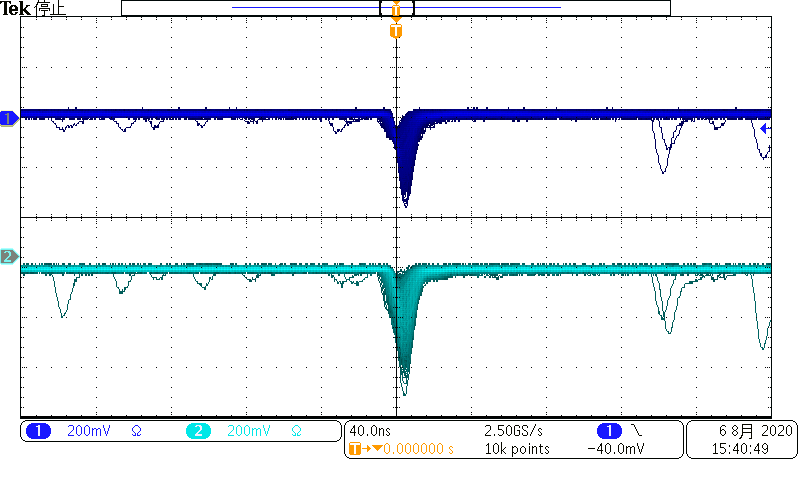 Tek 停止
T
T
1
2
1 200mV Ω 2 200mV Ω
40.0ns 2.50GS/s 1
T→▼0.000000 s 10k points -40.0mV
6 8月 2020
15:40:49